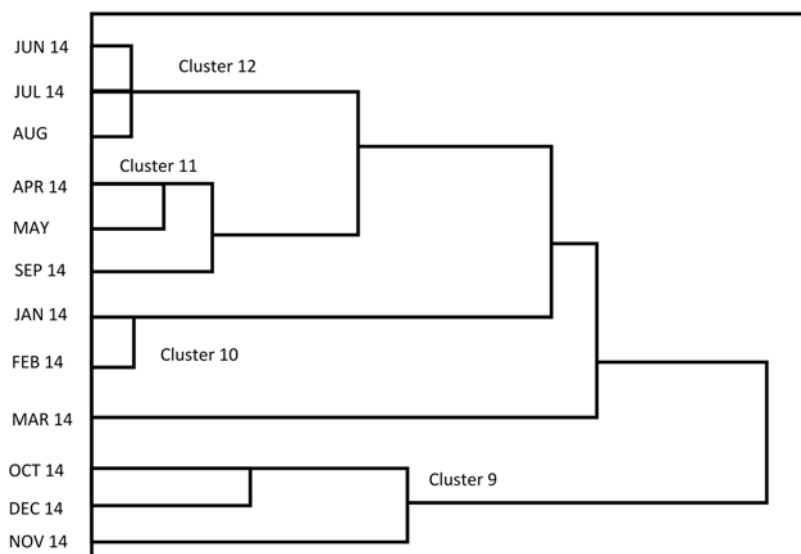 JUN 14
Cluster 12
JUL 14
AUG
Cluster 11
APR 14
MAY
SEP 14
JAN 14
Cluster 10
FEB 14
MAR 14
OCT 14
Cluster 9
DEC 14
NOV 14